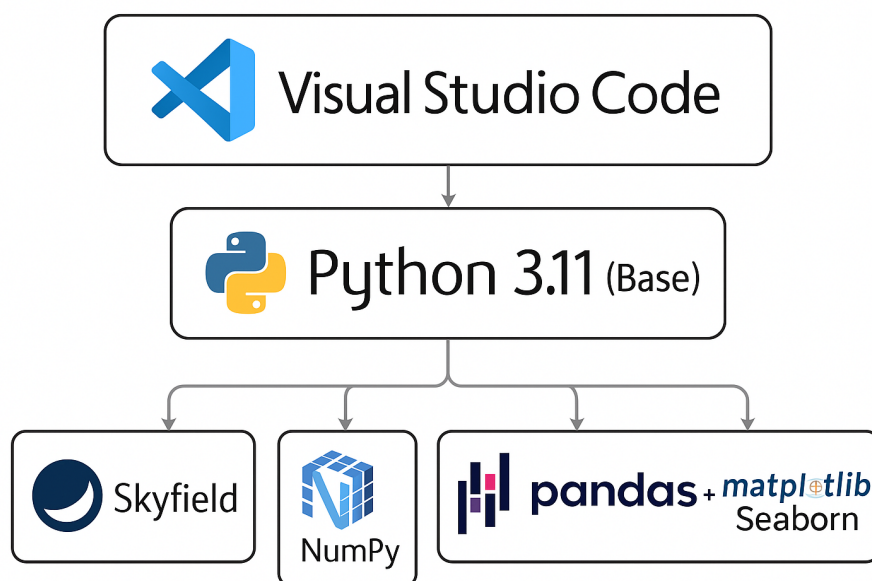 Visual Studio Code
Python 3.11 (Base)
Skyfield
NumPy
pandas + matplotlib
Seaborn